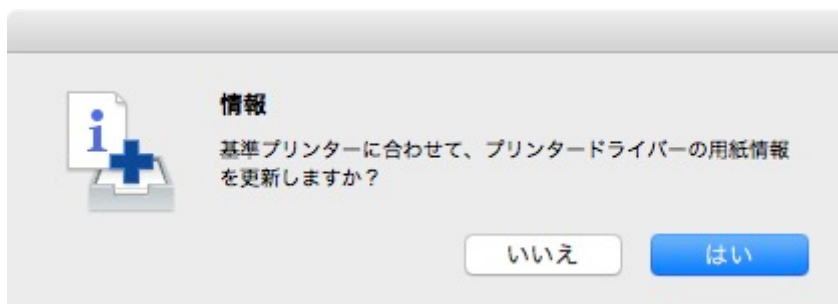 i
情報
基準プリンターに合わせて、プリンタードライバーの用紙情報
を更新しますか？
いいえ
はい